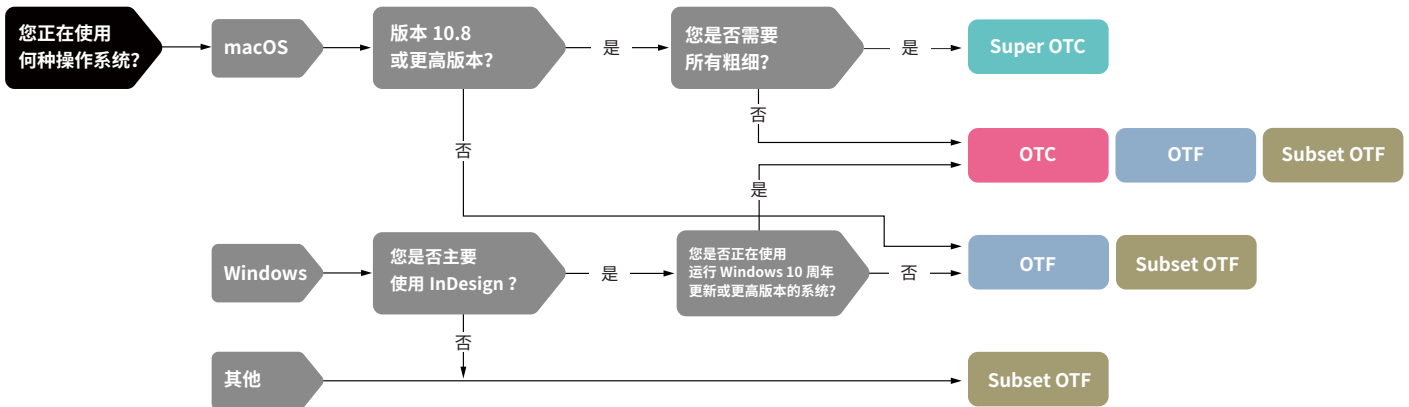 您正在使用
何种操作系统?
macOS
版本 10.8
或更高版本?
是
您是否需要
所有粗细?
是
Super OTC
否
OTC
OTF
Subset OTF
否
是
Windows
您是否主要
使用 InDesign ?
是
您是否正在使用
运行 Windows 10 周年
更新或更高版本的系统?
否
OTF
Subset OTF
否
其他
Subset OTF